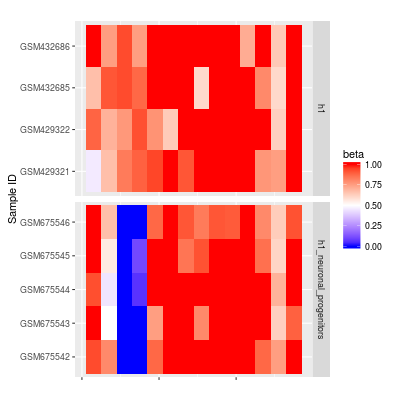 GSM432686
GSM432685
GSM429322
GSM429321
h1
GSM675546
GSM675545
GSM675544
GSM675543
GSM675542
h1_neuronal_progenitors
Sample ID
beta
1.00
0.75
0.50
0.25
0.00